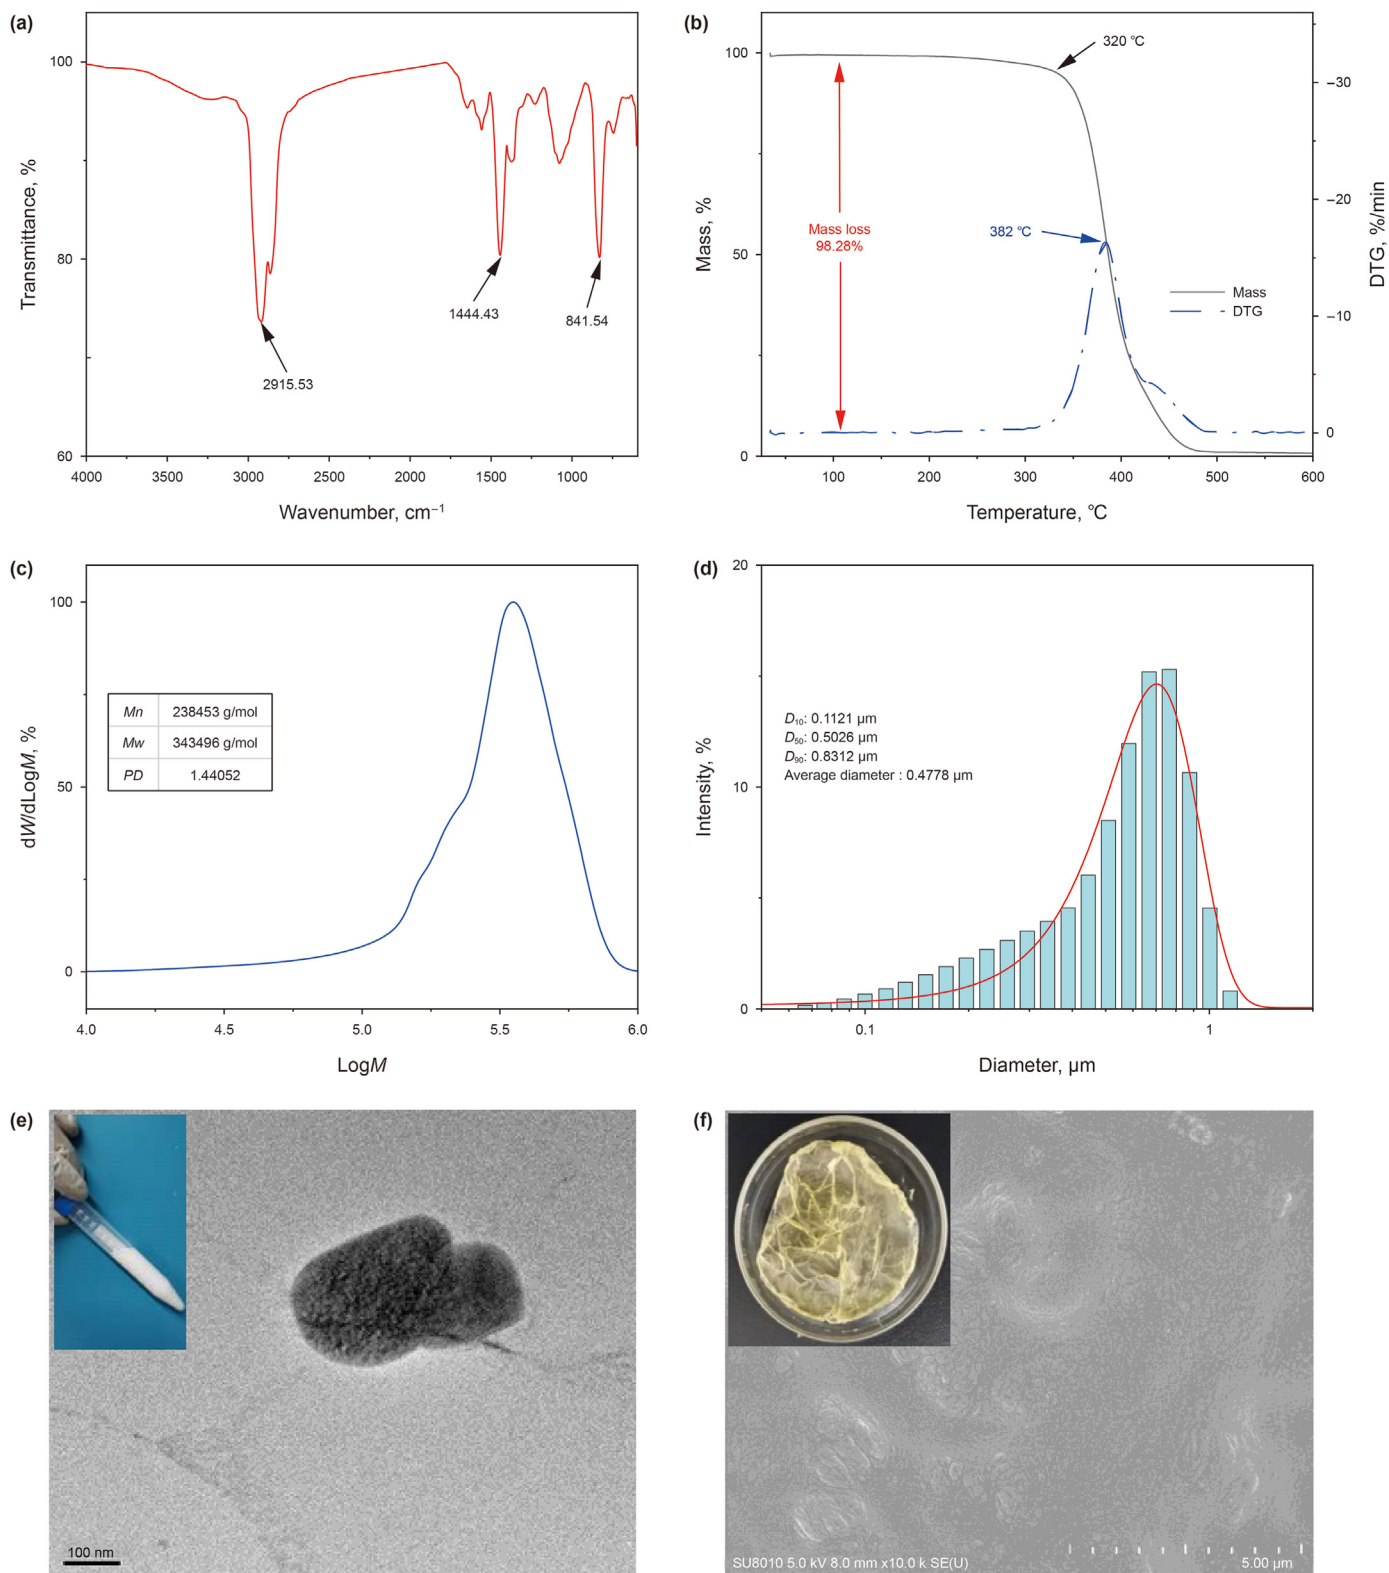 (a)
100
80
60
Transmittance, %
2915.53
1444.43
841.54
4000 3500 3000 2500 2000 1500 1000
Wavenumber, cm⁻¹
(b)
100
50
0
Mass, %
320 ℃
382 ℃
Mass loss
98.28%
Mass
DTG
−30
−20
−10
0
DTG, %/min
100 200 300 400 500 600
Temperature, ℃
(c)
100
50
0
dW/dLogM, %
Mn 238453 g/mol
Mw 343496 g/mol
PD 1.44052
4.0 4.5 5.0 5.5 6.0
LogM
(d)
20
10
0
Intensity, %
D₁₀: 0.1121 μm
D₅₀: 0.5026 μm
D₉₀: 0.8312 μm
Average diameter : 0.4778 μm
0.1 1
Diameter, μm
(e)
100 nm
(f)
SU8010 5.0 kV 8.0 mm x10.0 k SE(U)
5.00 μm